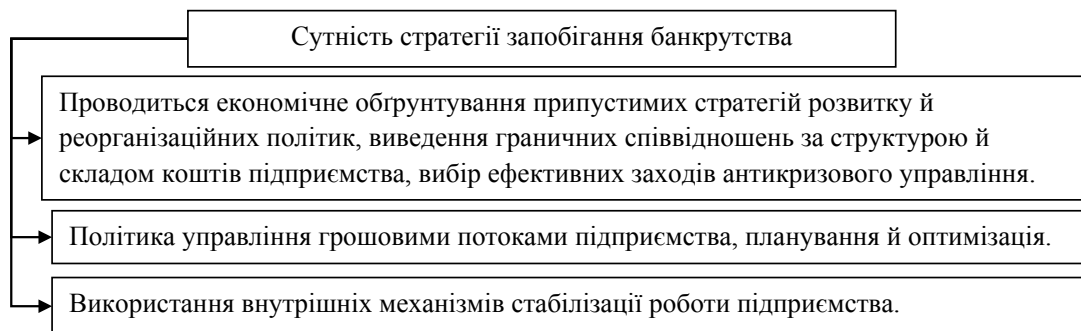 Сутність стратегії запобігання банкрутства
Проводиться економічне обґрунтування припустимих стратегій розвитку й
реорганізаційних політик, виведення граничних співвідношень за структурою й
складом коштів підприємства, вибір ефективних заходів антикризового управління.
Політика управління грошовими потоками підприємства, планування й оптимізація.
Використання внутрішніх механізмів стабілізації роботи підприємства.